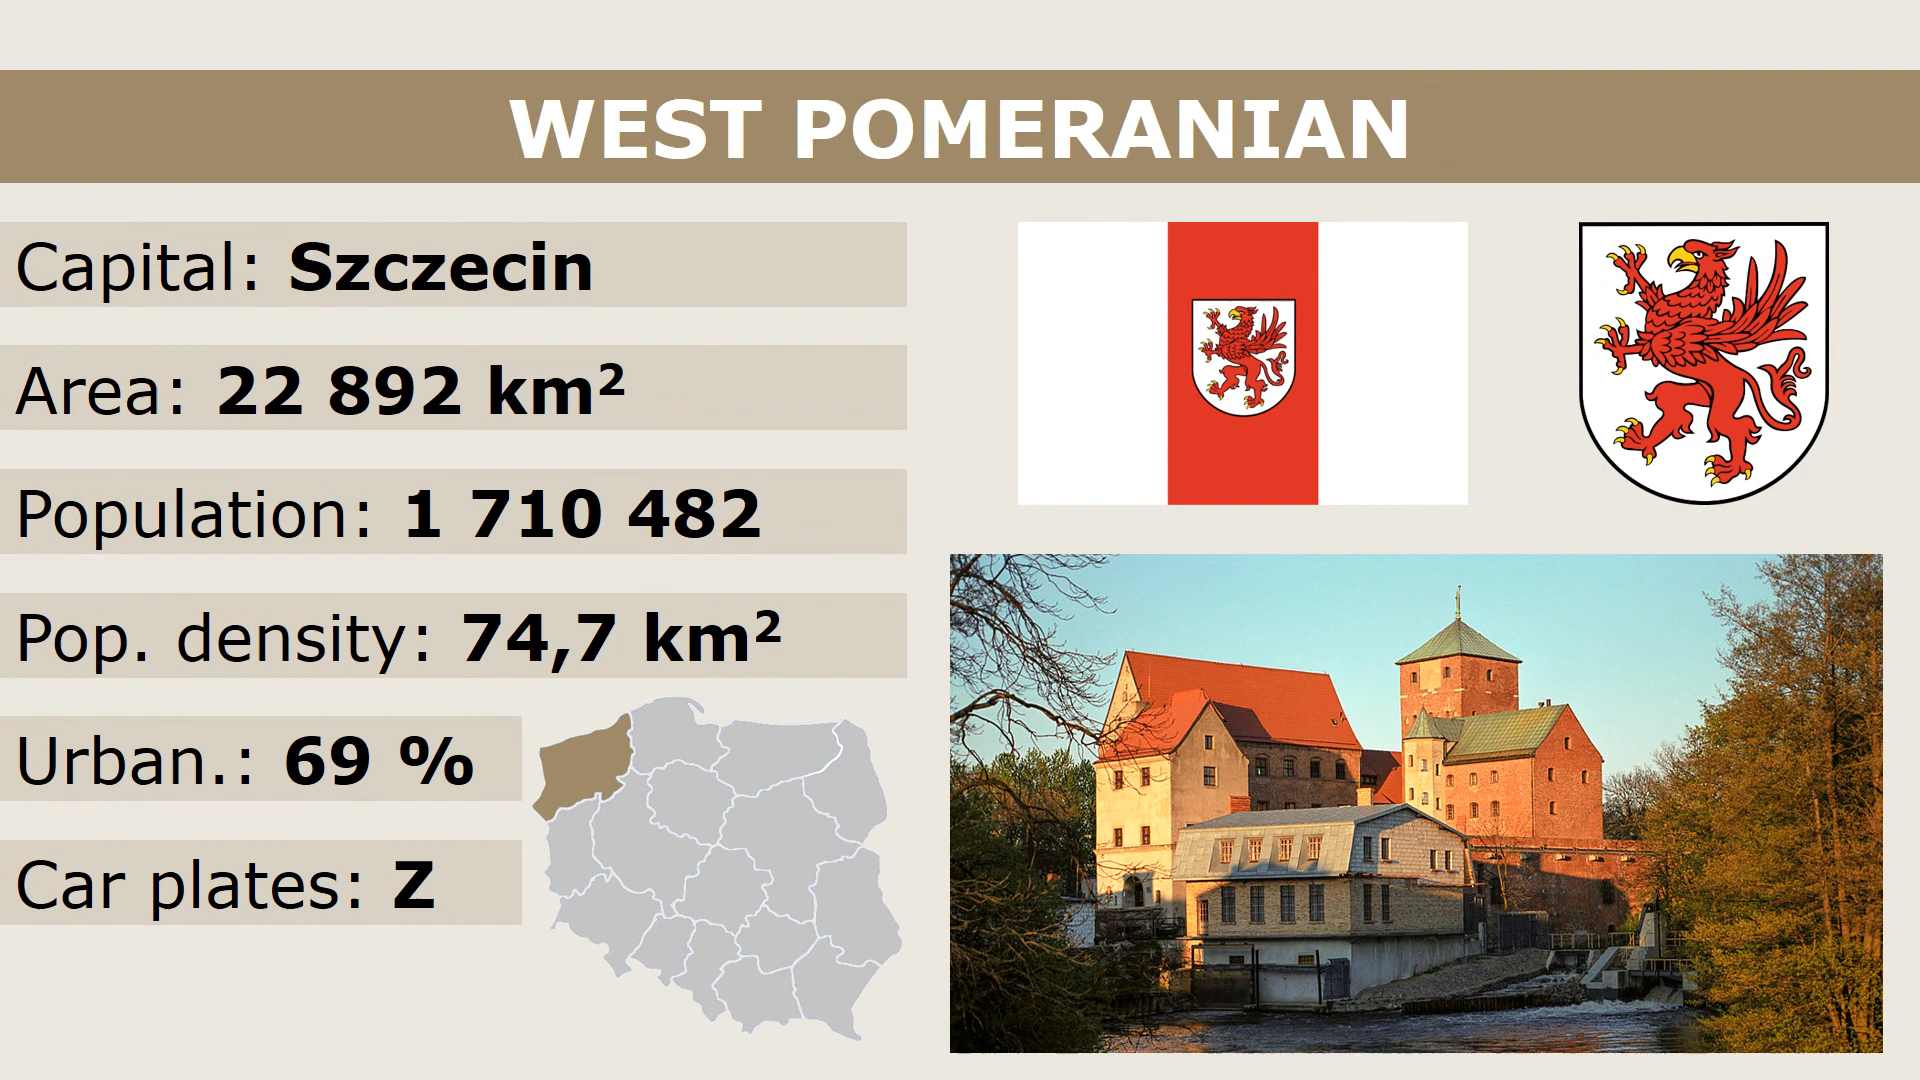 WEST POMERANIAN
Capital: Szczecin
Area: 22 892 km²
Population: 1 710 482
Pop. density: 74,7 km²
Urban.: 69 %
Car plates: Z